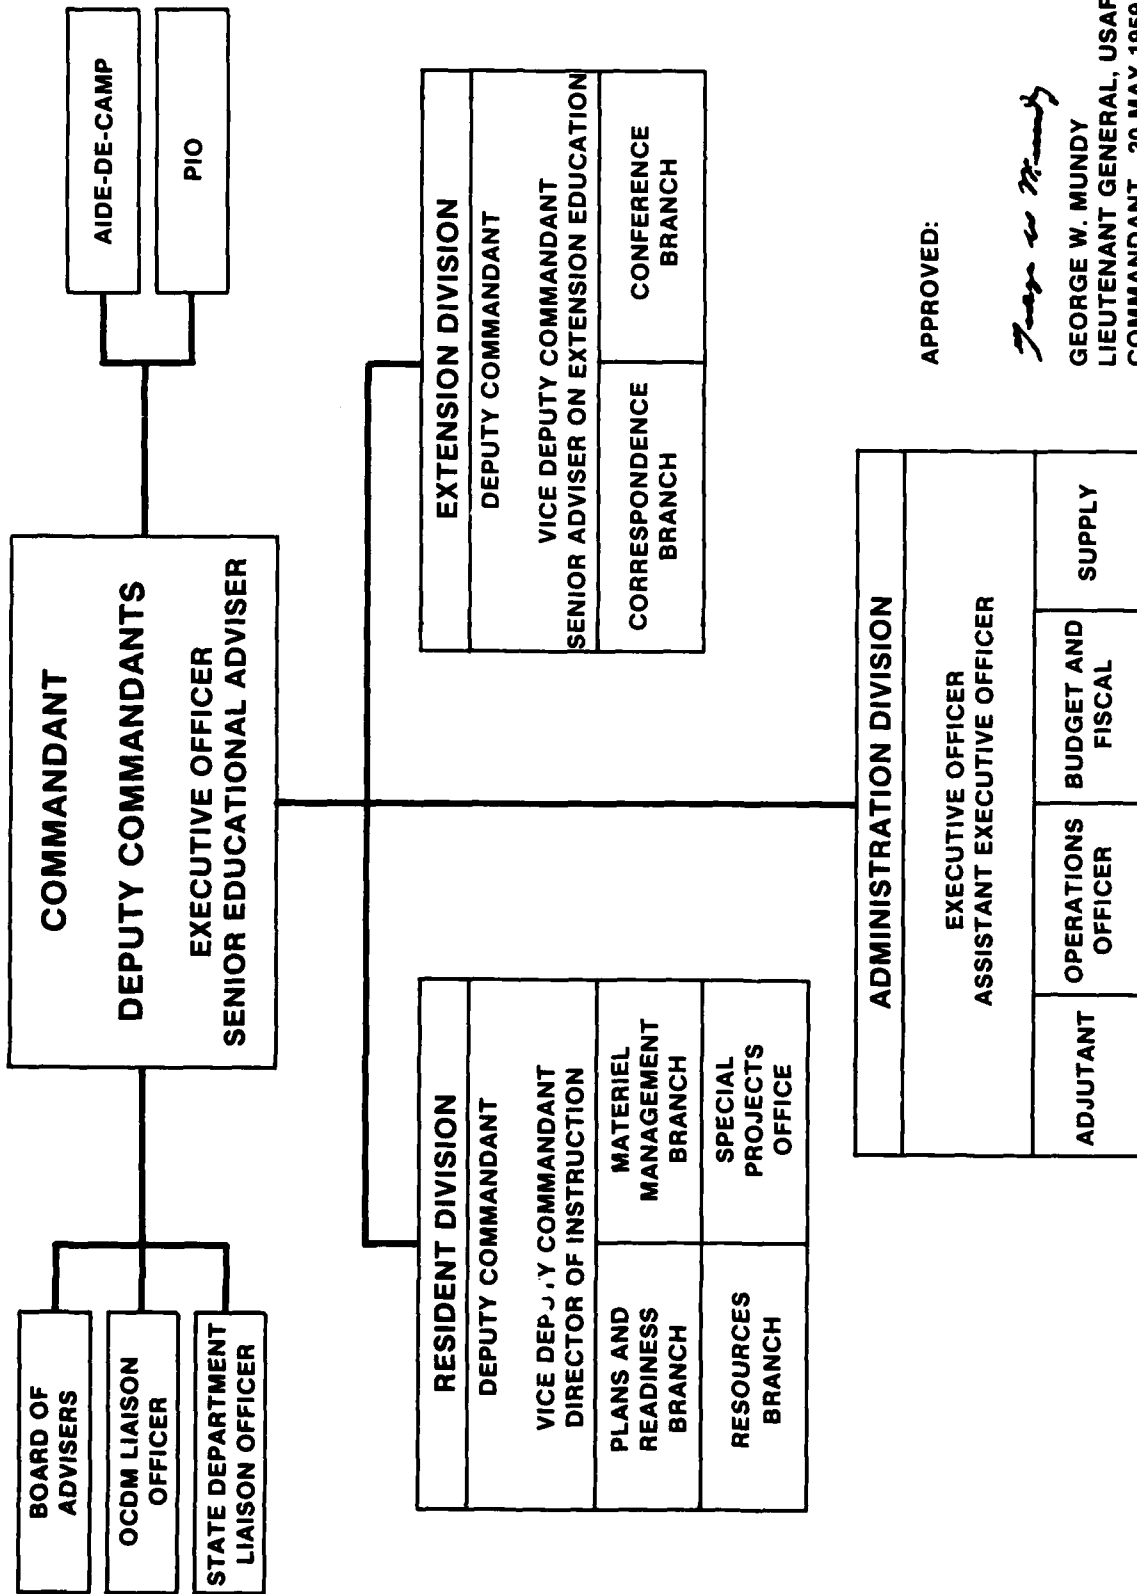 BOARD OF
ADVISERS
OCDM LIAISON
OFFICER
STATE DEPARTMENT
LIAISON OFFICER
COMMANDANT
DEPUTY COMMANDANTS
EXECUTIVE OFFICER
SENIOR EDUCATIONAL ADVISER
AIDE-DE-CAMP
PIO
RESIDENT DIVISION
DEPUTY COMMANDANT
VICE DEPUTY COMMANDANT
DIRECTOR OF INSTRUCTION
PLANS AND
READINESS
BRANCH
MATERIEL
MANAGEMENT
BRANCH
RESOURCES
BRANCH
SPECIAL
PROJECTS
OFFICE
EXTENSION DIVISION
DEPUTY COMMANDANT
VICE DEPUTY COMMANDANT
SENIOR ADVISER ON EXTENSION EDUCATION
CORRESPONDENCE
BRANCH
CONFERENCE
BRANCH
ADMINISTRATION DIVISION
EXECUTIVE OFFICER
ASSISTANT EXECUTIVE OFFICER
ADJUTANT
OPERATIONS
OFFICER
BUDGET AND
FISCAL
SUPPLY
APPROVED:
George W Mundy
GEORGE W. MUNDY
LIEUTENANT GENERAL, USAF
COMMANDANT MAY 1959